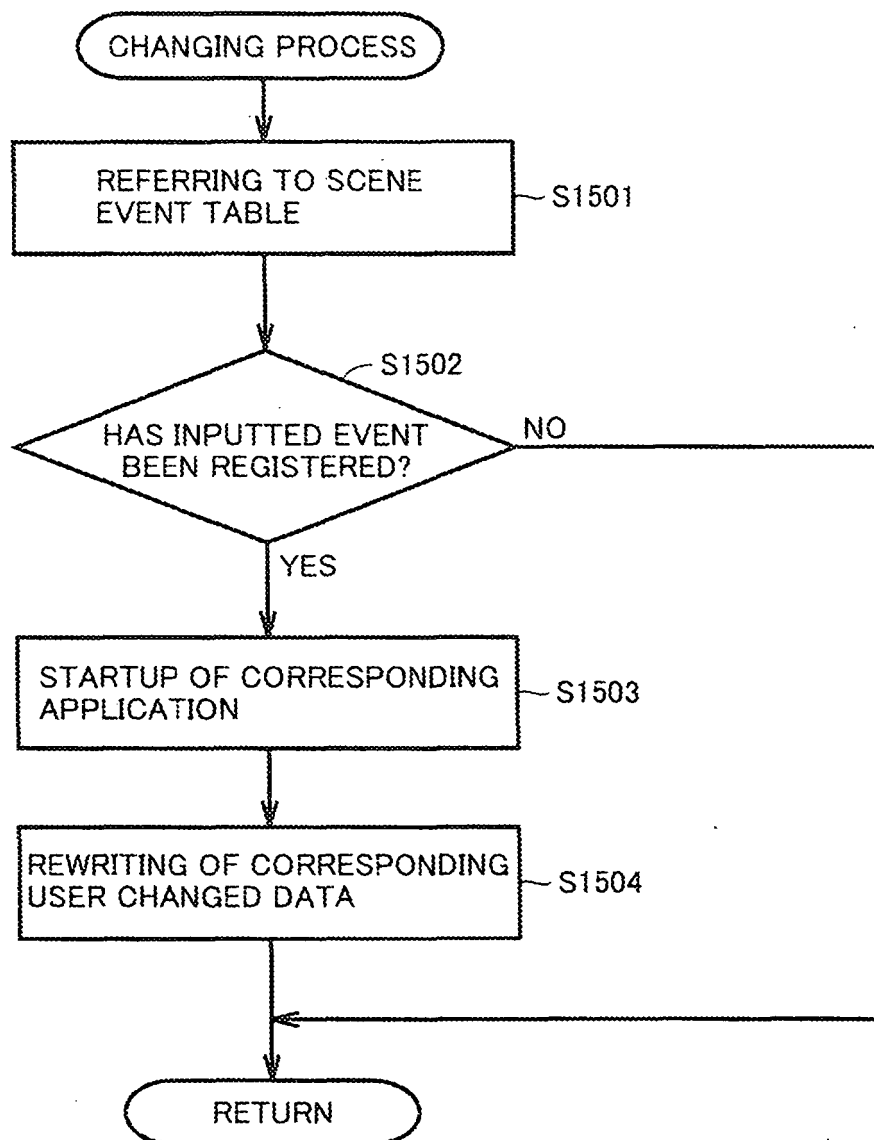 CHANGING PROCESS
REFERRING TO SCENE
EVENT TABLE
S1501
S1502
HAS INPUTTED EVENT
BEEN REGISTERED?
NO
YES
STARTUP OF CORRESPONDING
APPLICATION
S1503
REWRITING OF CORRESPONDING
USER CHANGED DATA
S1504
RETURN